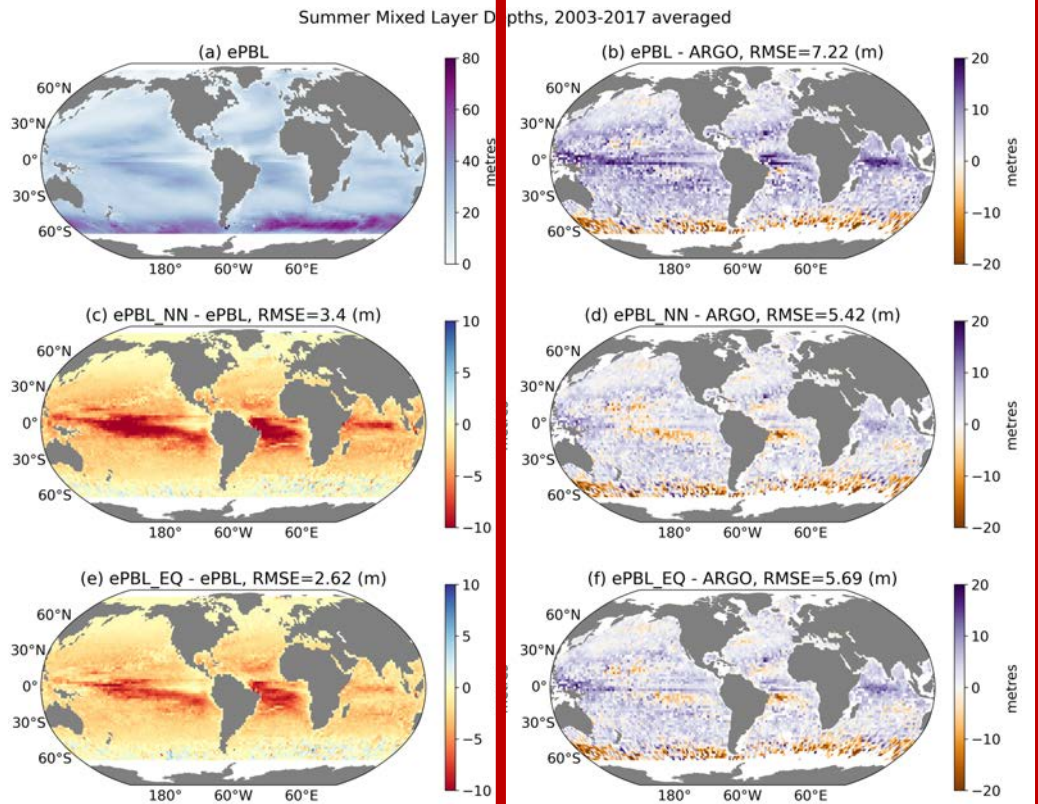 Summer Mixed Layer Depths, 2003-2017 averaged
(a) ePBL
60°N
30°N
0°
30°S
60°S
180° 60°W 60°E
80
60
40
20
0
metres
(b) ePBL - ARGO, RMSE=7.22 (m)
60°N
30°N
0°
30°S
60°S
180° 60°W 60°E
20
10
0
−10
−20
metres
(c) ePBL_NN - ePBL, RMSE=3.4 (m)
60°N
30°N
0°
30°S
60°S
180° 60°W 60°E
10
5
0
−5
−10
(d) ePBL_NN - ARGO, RMSE=5.42 (m)
60°N
30°N
0°
30°S
60°S
180° 60°W 60°E
20
10
0
−10
−20
metres
(e) ePBL_EQ - ePBL, RMSE=2.62 (m)
60°N
30°N
0°
30°S
60°S
180° 60°W 60°E
10
5
0
−5
−10
(f) ePBL_EQ - ARGO, RMSE=5.69 (m)
60°N
30°N
0°
30°S
60°S
180° 60°W 60°E
20
10
0
−10
−20
metres